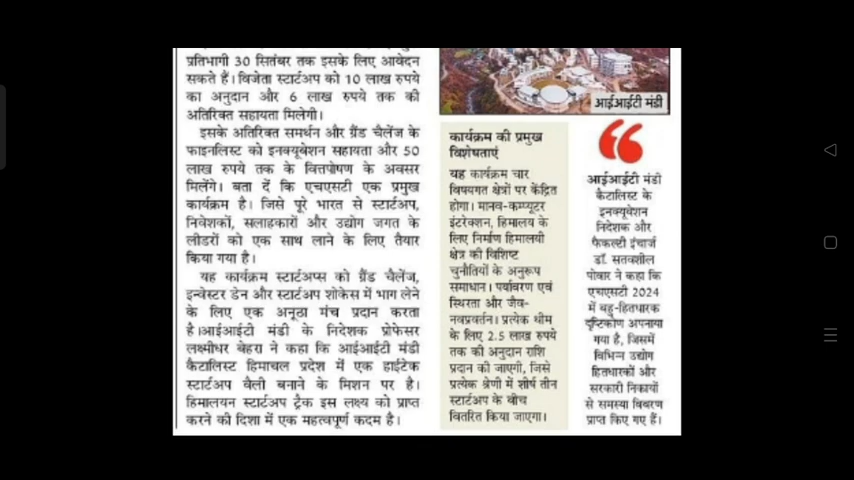 प्रतिभागी 30 सितंबर तक इसके लिए आवेदन
सकते हैं। विजेता स्टार्टअप को 10 लाख रुपये
का अनुदान और 6 लाख रुपये तक की
अतिरिक्त सहायता मिलेगी।
इसके अतिरिक्त समर्थन और ग्रैंड चैलेंज के
फाइनलिस्ट को इनक्यूबेशन सहायता और 50
लाख रुपये तक के वित्तपोषण के अवसर
मिलेंगे। बता दें कि एचएसटी एक प्रमुख
कार्यक्रम है। जिसे पूरे भारत से स्टार्टअप,
निवेशकों, सलाहकारों और उद्योग जगत के
लीडरों को एक साथ लाने के लिए तैयार
किया गया है।
यह कार्यक्रम स्टार्टअप्स को ग्रैंड चैलेंज,
इन्वेस्टर डेन और स्टार्टअप शोकेस में भाग लेने
के लिए एक अनूठा मंच प्रदान करता
है।आईआईटी मंडी के निदेशक प्रोफेसर
लक्ष्मीधर बेहरा ने कहा कि आईआईटी मंडी
कैटालिस्ट हिमाचल प्रदेश में एक हाईटेक
स्टार्टअप वैली बनाने के मिशन पर है।
हिमालयन स्टार्टअप ट्रैक इस लक्ष्य को प्राप्त
करने की दिशा में एक महत्वपूर्ण कदम है।
आईआईटी मंडी
कार्यक्रम की प्रमुख
विशेषताएं
यह कार्यक्रम चार
विषयगत क्षेत्रों पर केंद्रित
होगा। मानव-कम्प्यूटर
इंटरेक्शन, हिमालय के
लिए निर्माण हिमालयी
क्षेत्र की विशिष्ट
चुनौतियों के अनुरूप
समाधान। पर्यावरण एवं
स्थिरता और जैव-
नवप्रवर्तन। प्रत्येक थीम
के लिए 2.5 लाख रुपये
तक की अनुदान राशि
प्रदान की जाएगी, जिसे
प्रत्येक श्रेणी में शीर्ष तीन
स्टार्टअप के बीच
वितरित किया जाएगा।
आईआईटी मंडी
कैटालिस्ट के
इनक्यूबेशन
निदेशक और
फैकल्टी इंचार्ज
डॉ. सतवशील
पोवार ने कहा कि
एचएसटी 2024
में बहु-हितधारक
दृष्टिकोण अपनाया
गया है, जिसमें
विभिन्न उद्योग
हितधारकों और
सरकारी निकायों
से समस्या विवरण
प्राप्त किए गए हैं।